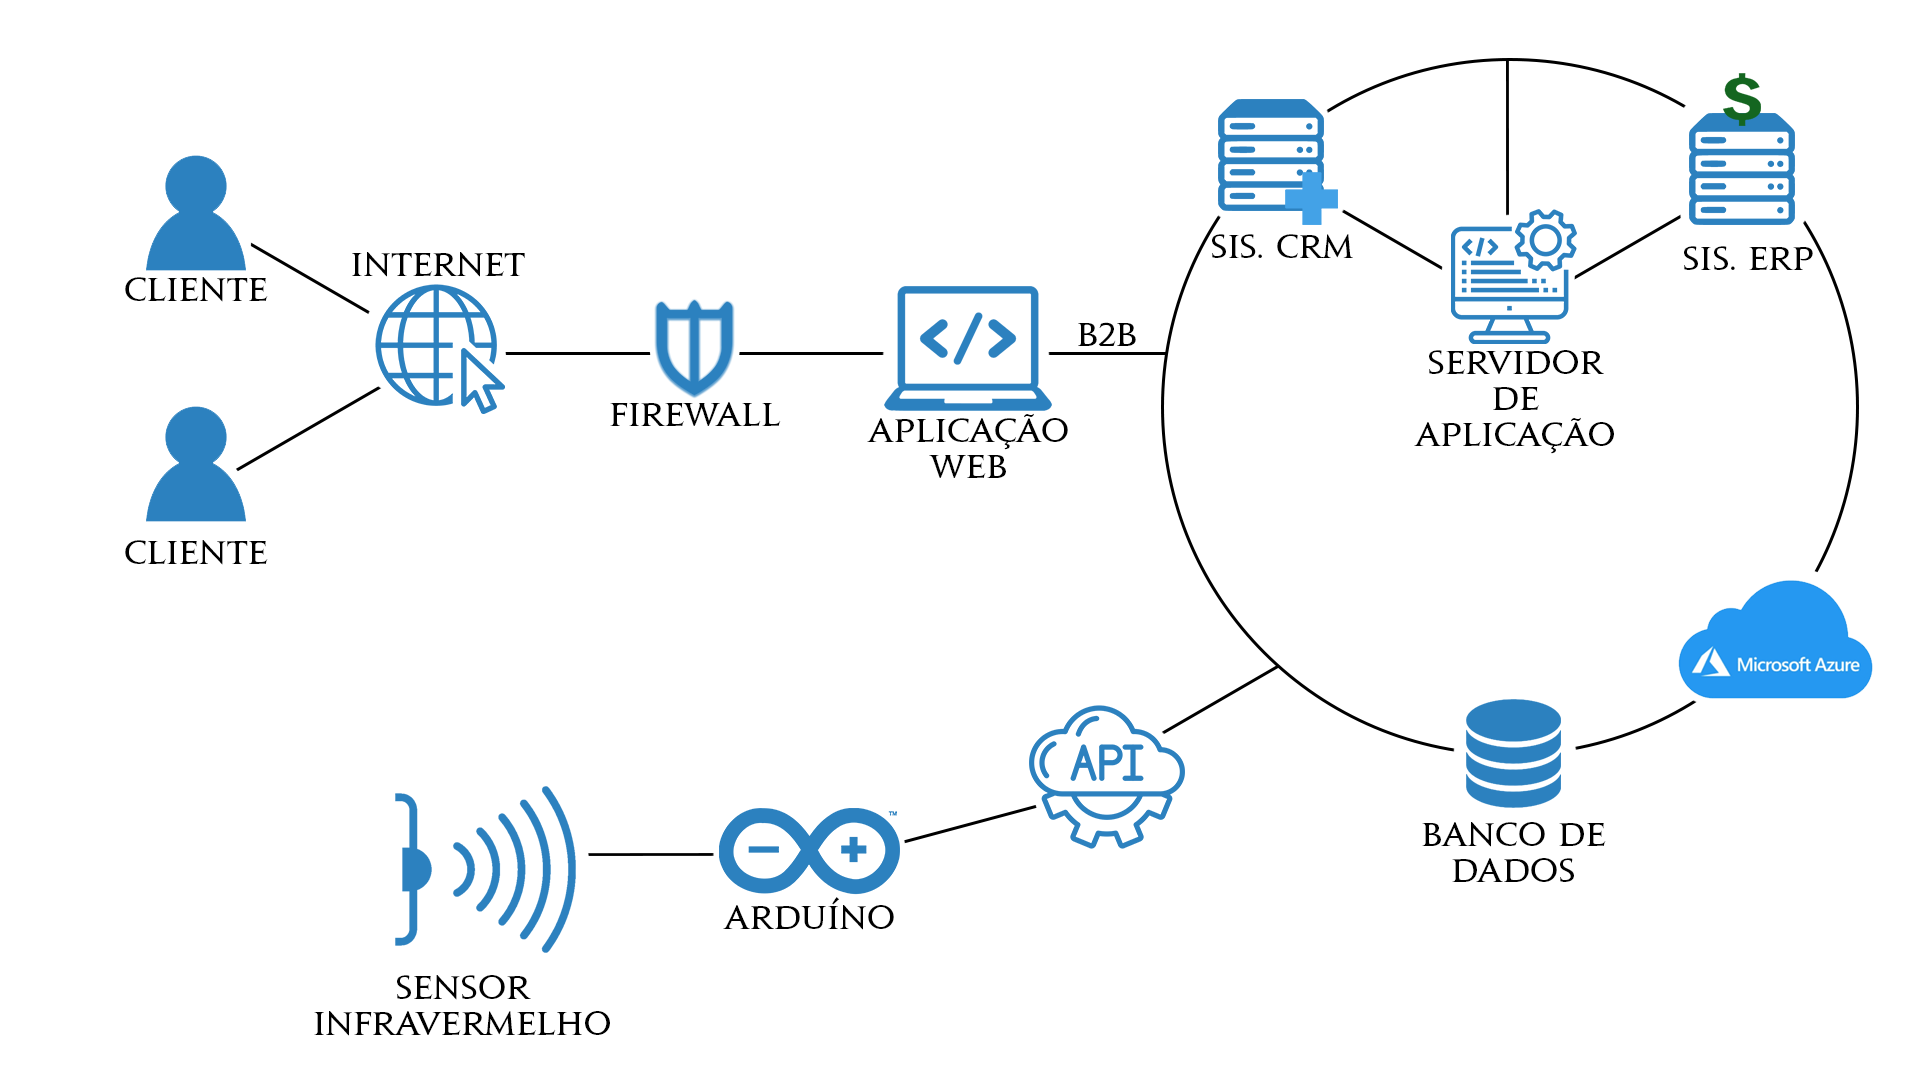 CLIENTE
INTERNET
CLIENTE
FIREWALL
</>
APLICAÇÃO
WEB
B2B
SIS. CRM
$
SIS. ERP
</>
SERVIDOR
DE
APLICAÇÃO
Microsoft Azure
BANCO DE
DADOS
API
TM
ARDUÍNO
SENSOR
INFRAVERMELHO